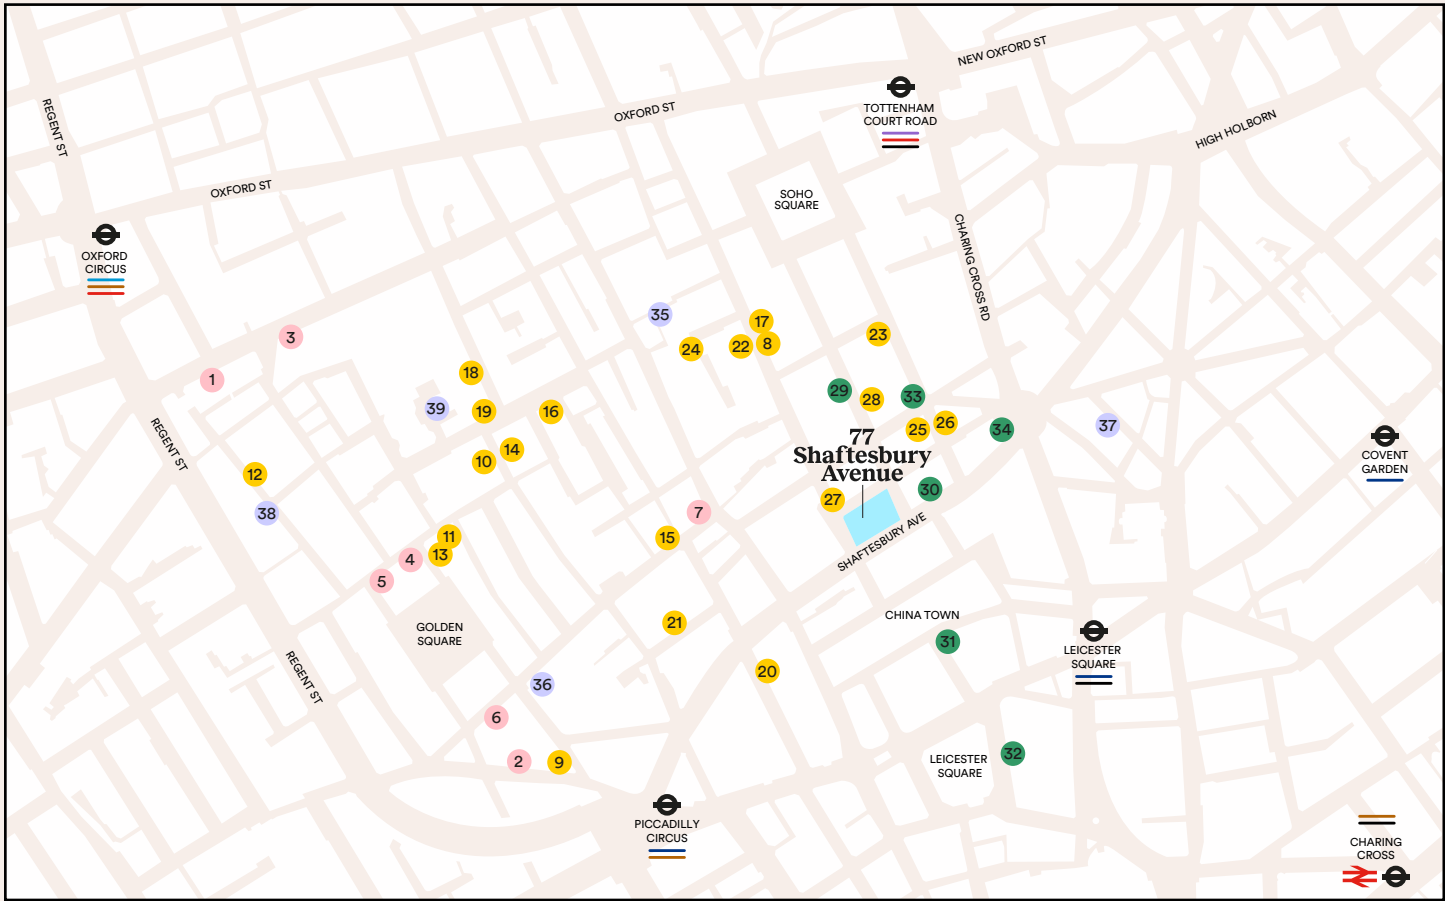 NEW OXFORD ST
TOTTENHAM
COURT ROAD
OXFORD ST
REGENT ST
HIGH HOLBORN
OXFORD ST
SOHO
SQUARE
CHARING CROSS RD
OXFORD
CIRCUS
35
17
3
23
8
22
24
18
1
29
33
28
39
19
16
26
37
25
34
REGENT ST
77
Shaftesbury
Avenue
14
10
COVENT
GARDEN
12
30
27
7
38
SHAFTESBURY AVE
11
15
13
4
5
CHINA TOWN
21
GOLDEN
SQUARE
31
LEICESTER
SQUARE
20
REGENT ST
36
6
32
2
9
LEICESTER
SQUARE
PICCADILLY
CIRCUS
CHARING
CROSS